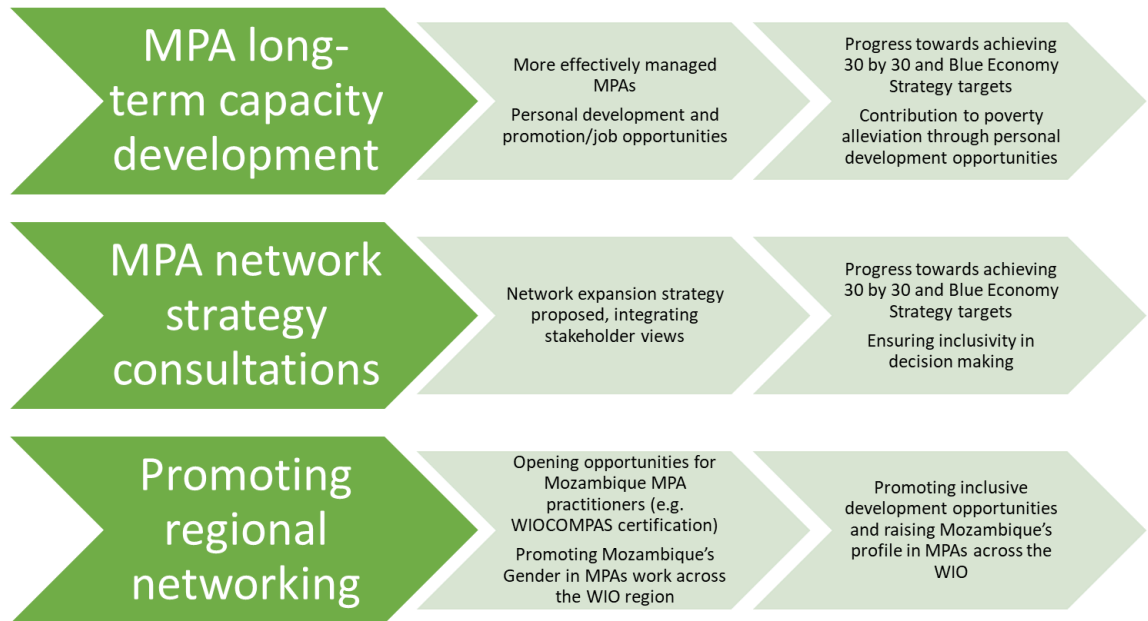 MPA long-
term capacity
development
More effectively managed
MPAs
Personal development and
promotion/job opportunities
Progress towards achieving
30 by 30 and Blue Economy
Strategy targets
Contribution to poverty
alleviation through personal
development opportunities
MPA network
strategy
consultations
Network expansion strategy
proposed, integrating
stakeholder views
Progress towards achieving
30 by 30 and Blue Economy
Strategy targets
Ensuring inclusivity in
decision making
Promoting
regional
networking
Opening opportunities for
Mozambique MPA
practitioners (e.g.
WIOCOMPAS certification)
Promoting Mozambique’s
Gender in MPAs work across
the WIO region
Promoting inclusive
development opportunities
and raising Mozambique’s
profile in MPAs across the
WIO